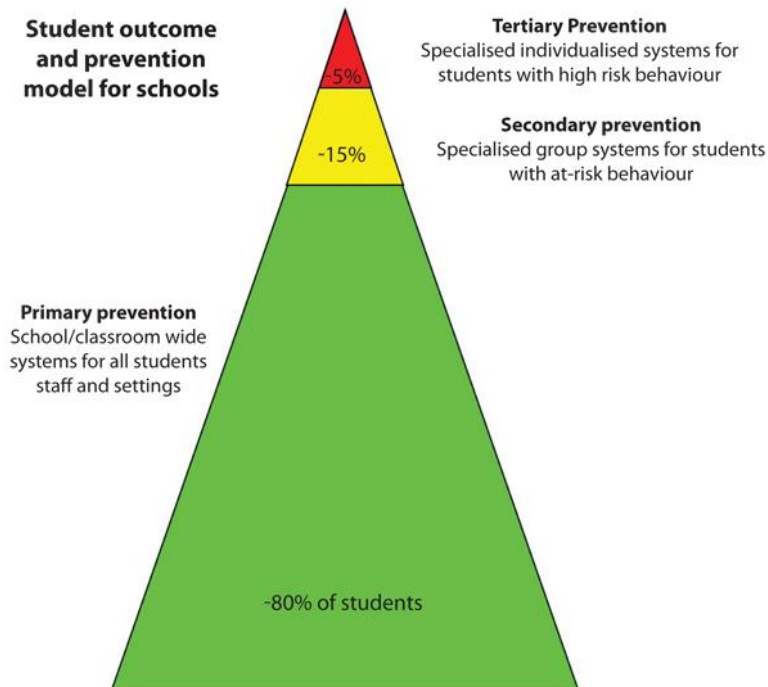 Student outcome
and prevention
model for schools
Tertiary Prevention
Specialised individualised systems for
students with high risk behaviour
~5%
Secondary prevention
Specialised group systems for students
with at-risk behaviour
~15%
Primary prevention
School/classroom wide
systems for all students
staff and settings
~80% of students